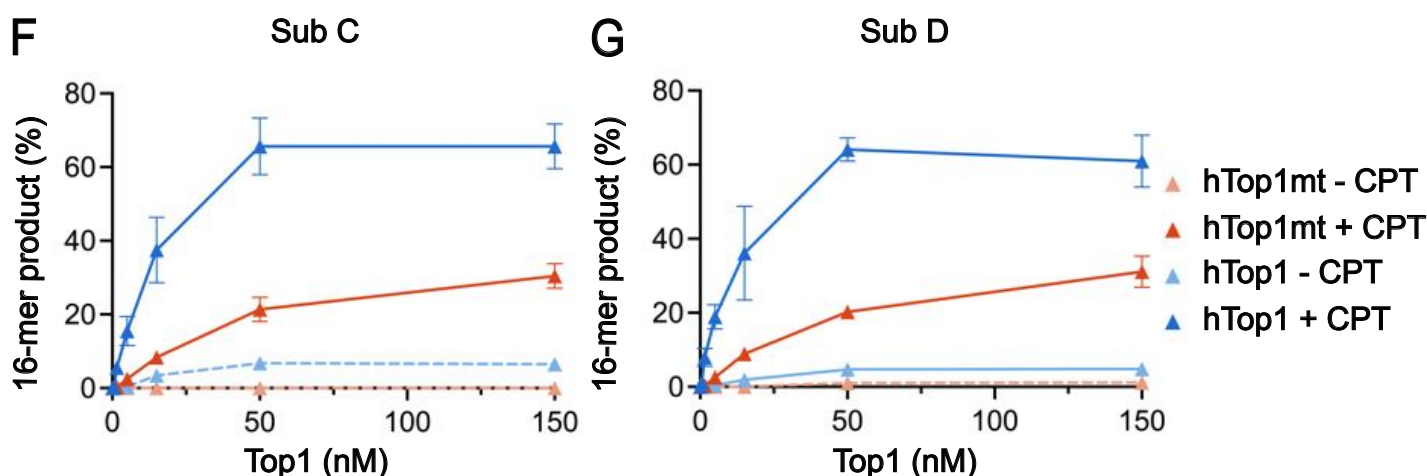 F
Sub C
80
60
40
20
0
16-mer product (%)
0
50
100
150
Top1 (nM)
G
Sub D
80
60
40
20
0
16-mer product (%)
0
50
100
150
Top1 (nM)
hTop1mt - CPT
hTop1mt + CPT
hTop1 - CPT
hTop1 + CPT